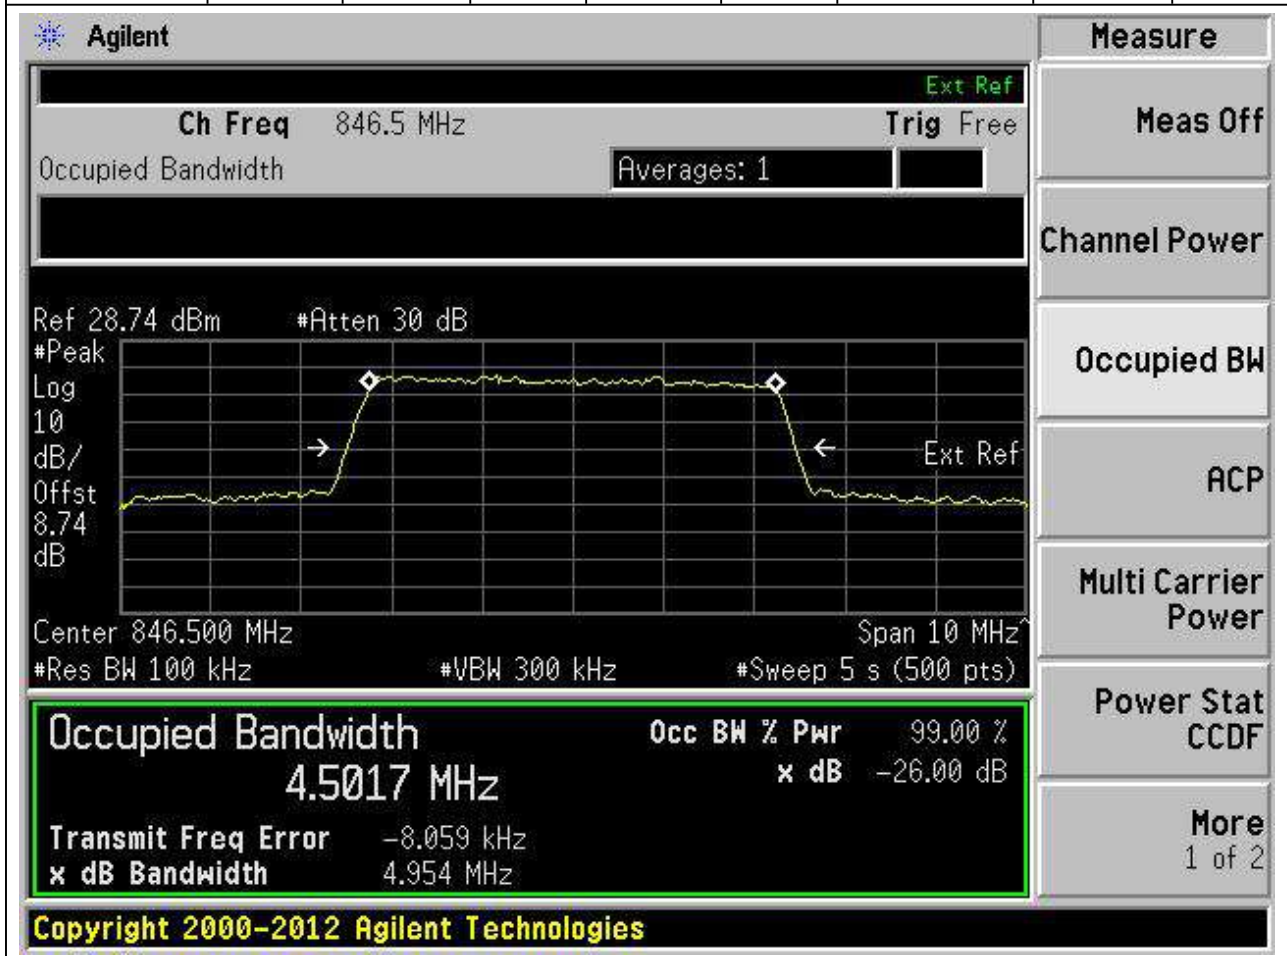 Agilent
Measure
Ext Ref
Ch Freq 846.5 MHz Trig Free
Meas Off
Occupied Bandwidth Averages: 1
Channel Power
Ref 28.74 dBm #Atten 30 dB
#Peak
Log
10
dB/
Offst
8.74
dB
Ext Ref
Occupied BW
ACP
Center 846.500 MHz Span 10 MHz^
#Res BW 100 kHz #VBW 300 kHz #Sweep 5 s (500 pts)
Multi Carrier
Power
Occupied Bandwidth Occ BW % Pwr 99.00 %
4.5017 MHz x dB -26.00 dB
Transmit Freq Error -8.059 kHz
x dB Bandwidth 4.954 MHz
Power Stat
CCDF
More
1 of 2
Copyright 2000-2012 Agilent Technologies